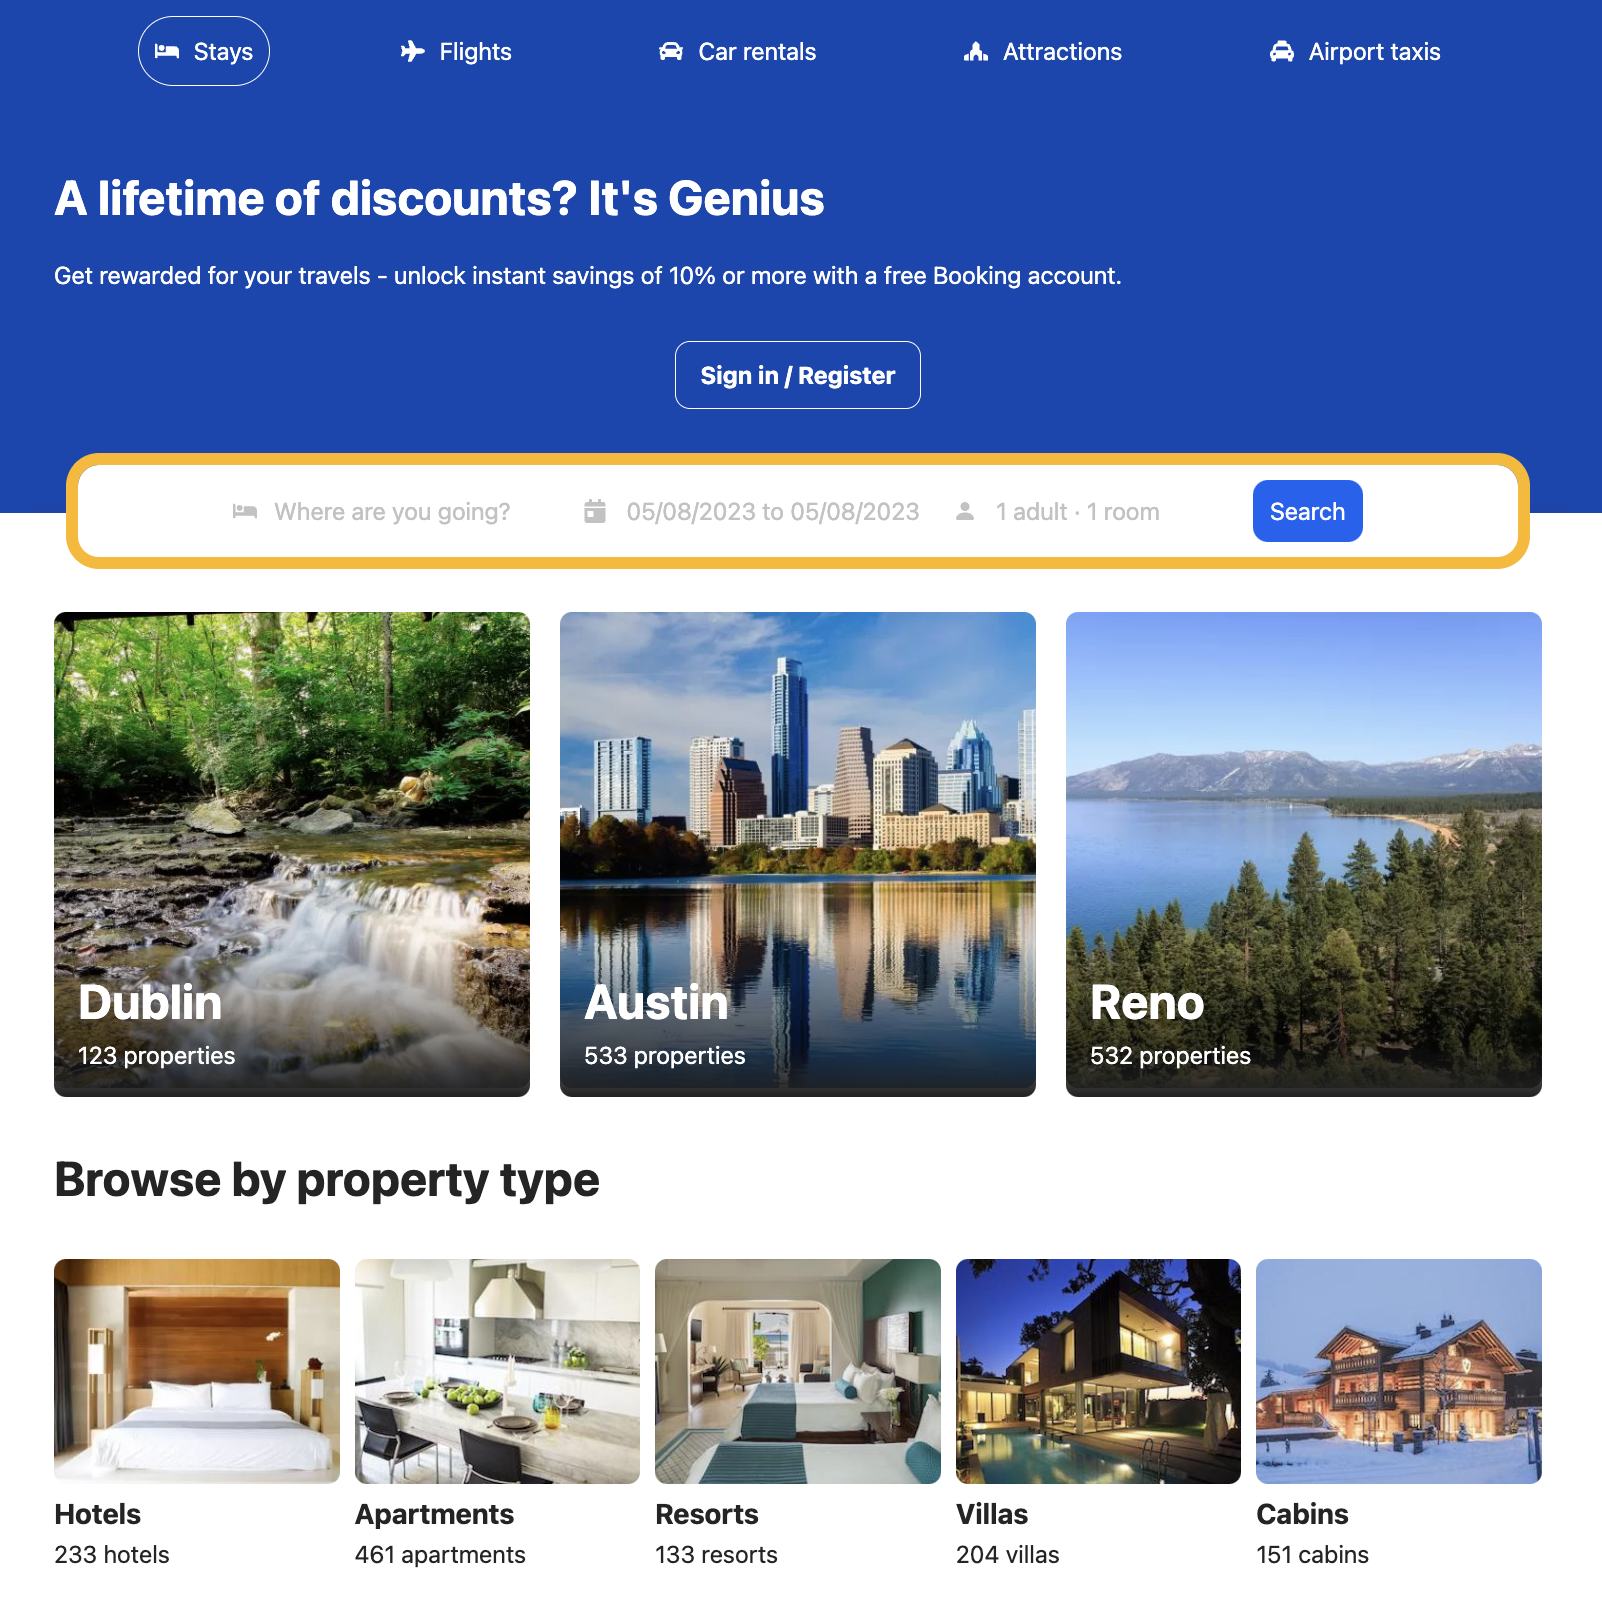 Stays
Flights
Car rentals
Attractions
Airport taxis
A lifetime of discounts? It's Genius
Get rewarded for your travels - unlock instant savings of 10% or more with a free Booking account.
Sign in / Register
Where are you going?
05/08/2023 to 05/08/2023
1 adult · 1 room
Search
Dublin
123 properties
Austin
533 properties
Reno
532 properties
Browse by property type
Hotels
233 hotels
Apartments
461 apartments
Resorts
133 resorts
Villas
204 villas
Cabins
151 cabins